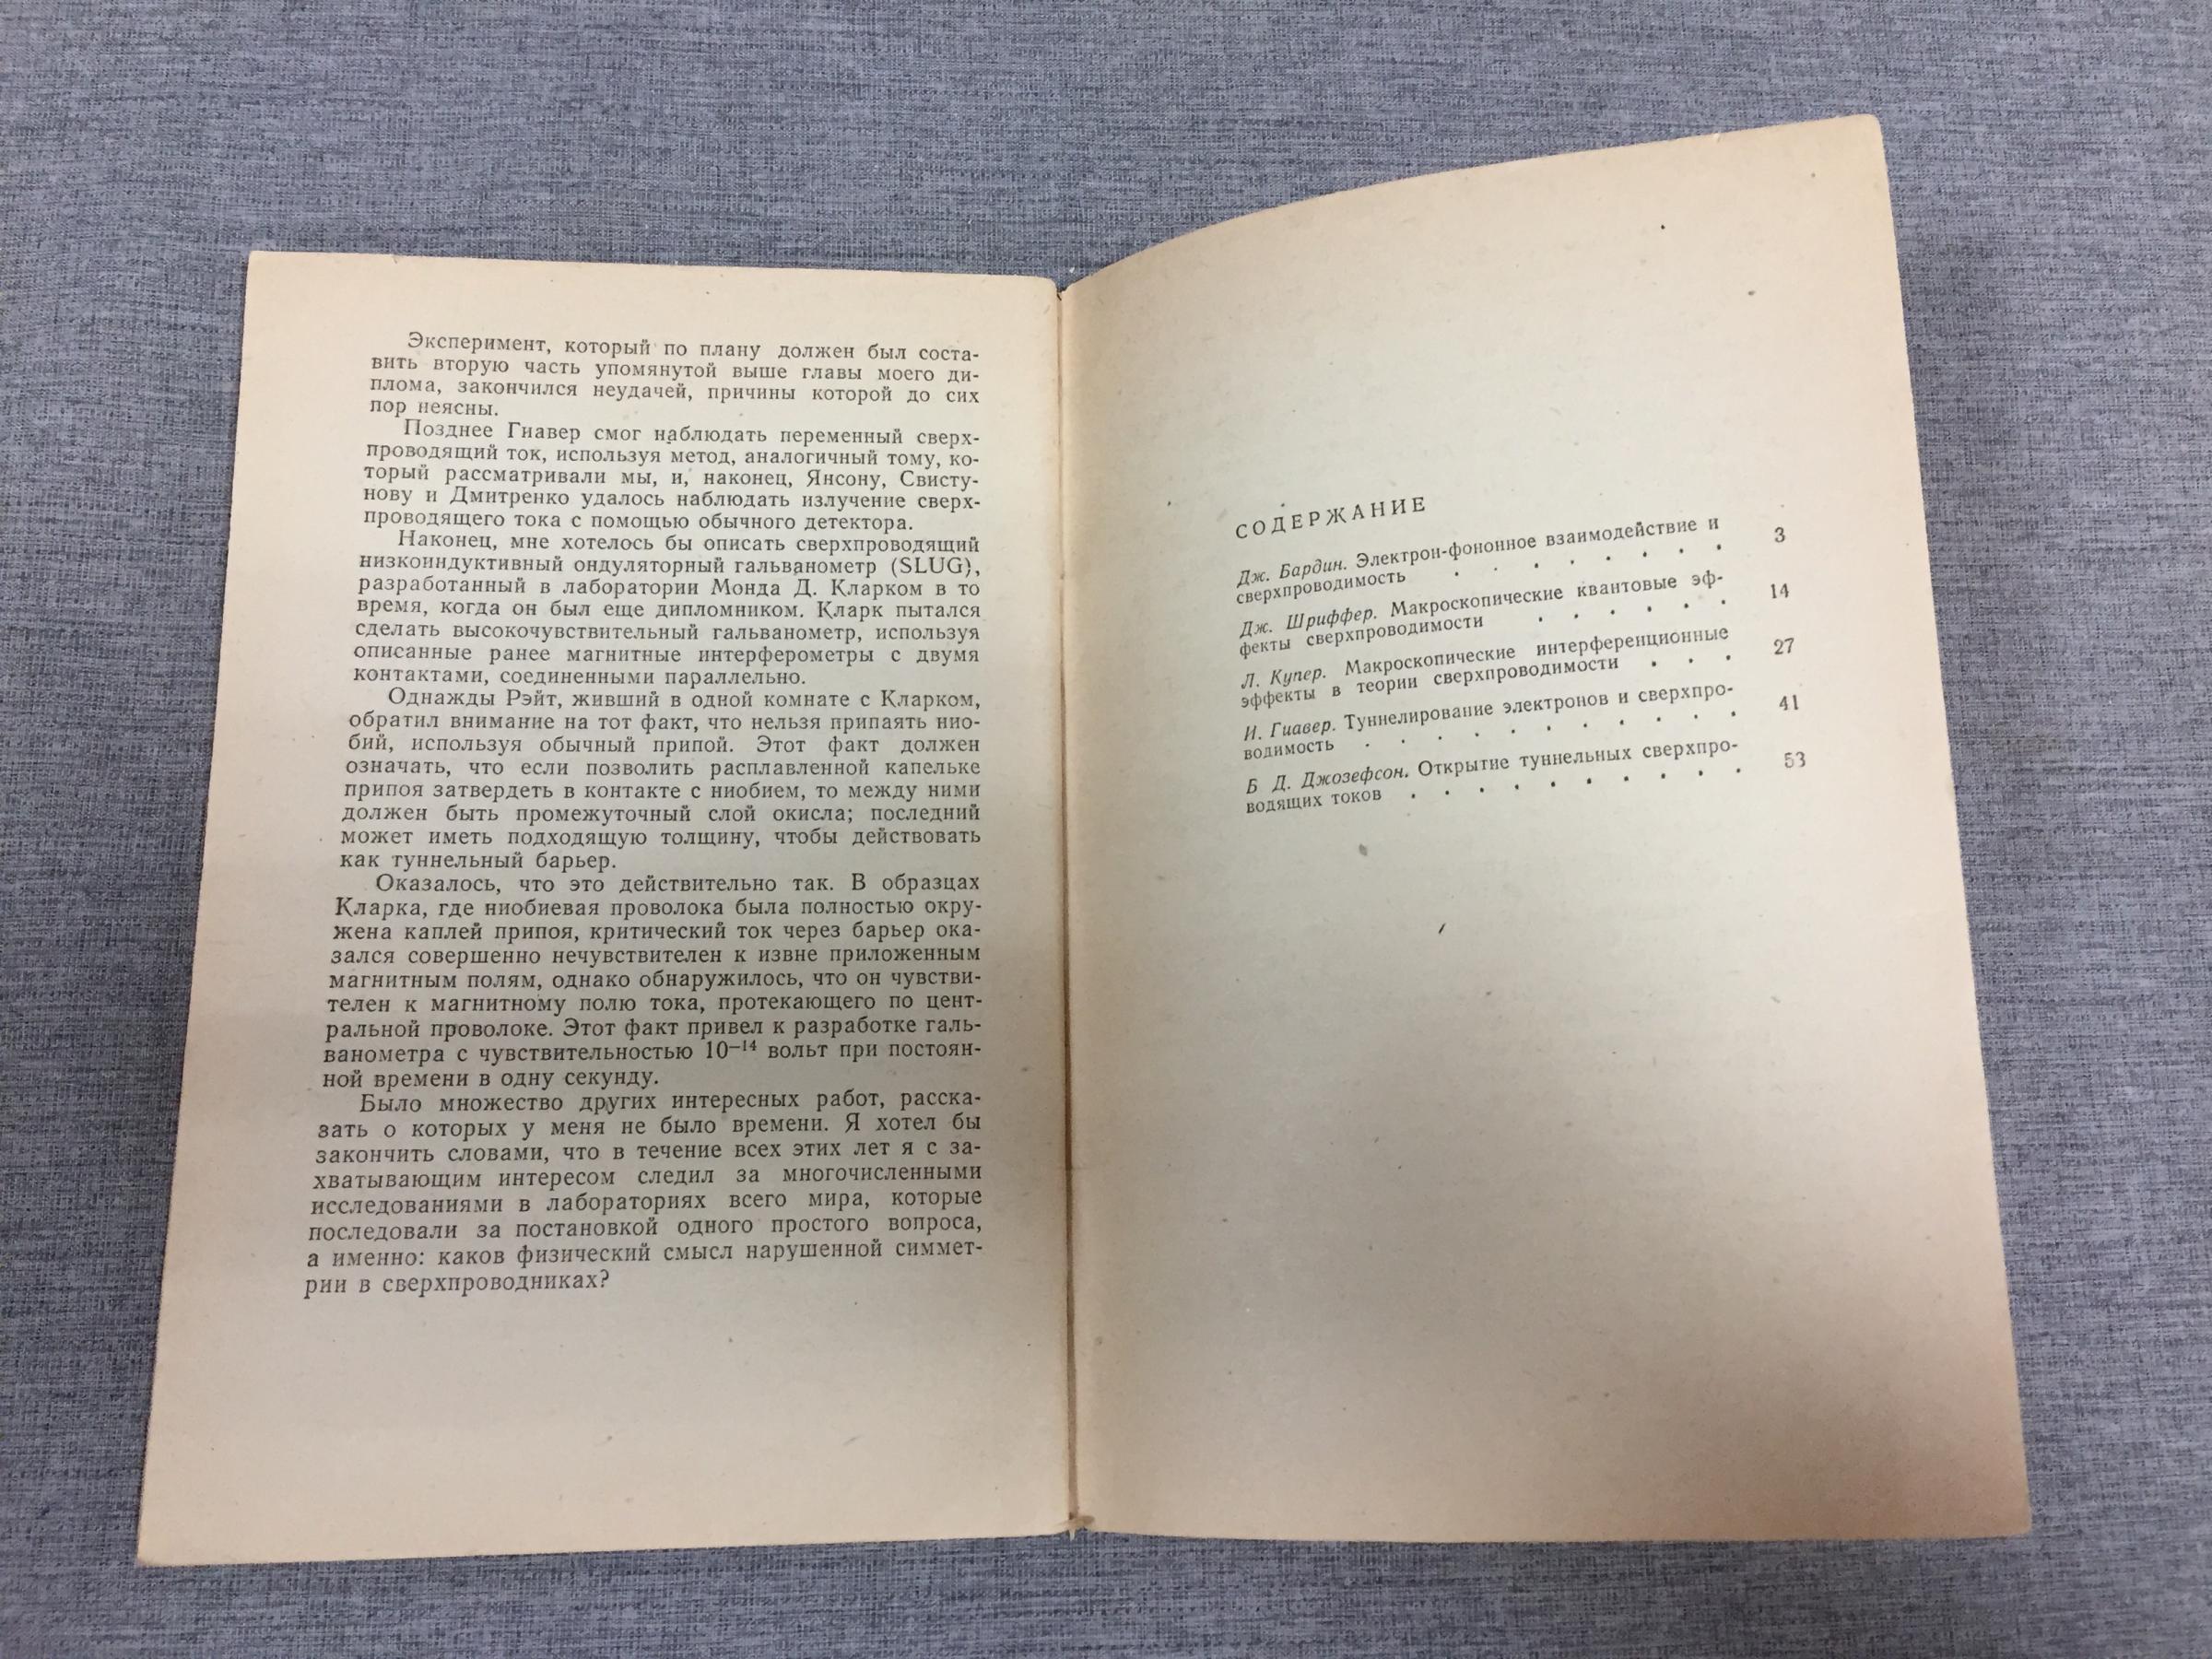 Эксперимент, который по плану должен был соста-
вить вторую часть упомянутой выше главы моего ди-
плома, закончился неудачей, причины которой до сих
пор неясны.
Позднее Гиавер смог наблюдать переменный сверх-
проводящий ток, используя метод, аналогичный тому, ко-
торый рассматривали мы, и, наконец, Янсону, Свисту-
нову и Дмитренко удалось наблюдать излучение сверх-
проводящего тока с помощью обычного детектора.
Наконец, мне хотелось бы описать сверхпроводящий
низкоиндуктивный ондуляторный гальванометр (SLUG),
разработанный в лаборатории Монда Д. Кларком в то
время, когда он был еще дипломником. Кларк пытался
сделать высокочувствительный гальванометр, используя
описанные ранее магнитные интерферометры с двумя
контактами, соединенными параллельно.
Однажды Рэйт, живший в одной комнате с Кларком,
обратил внимание на тот факт, что нельзя припаять нио-
бий, используя обычный припой. Этот факт должен
означать, что если позволить расплавленной капельке
припоя затвердеть в контакте с ниобием, то между ними
должен быть промежуточный слой окисла; последний
может иметь подходящую толщину, чтобы действовать
как туннельный барьер.
Оказалось, что это действительно так. В образцах
Кларка, где ниобиевая проволока была полностью окру-
жена каплей припоя, критический ток через барьер ока-
зался совершенно нечувствителен к извне приложенным
магнитным полям, однако обнаружилось, что он чувстви-
телен к магнитному полю тока, протекающего по цент-
ральной проволоке. Этот факт привел к разработке галь-
ванометра с чувствительностью 10⁻¹⁴ вольт при постоян-
ной времени в одну секунду.
Было множество других интересных работ, расска-
зать о которых у меня не было времени. Я хотел бы
закончить словами, что в течение всех этих лет я с за-
хватывающим интересом следил за многочисленными
исследованиями в лабораториях всего мира, которые
последовали за постановкой одного простого вопроса,
а именно: каков физический смысл нарушенной симмет-
рии в сверхпроводниках?
СОДЕРЖАНИЕ
Дж. Бардин. Электрон-фононное взаимодействие и
сверхпроводимость . . . . . . . . 3
Дж. Шриффер. Макроскопические квантовые эф-
фекты сверхпроводимости . . . . . . 14
Л. Купер. Макроскопические интерференционные
эффекты в теории сверхпроводимости . . . 27
И. Гиавер. Туннелирование электронов и сверхпро-
водимость . . . . . . . . . . . 41
Б Д. Джозефсон. Открытие туннельных сверхпро-
водящих токов . . . . . . . . . . 53